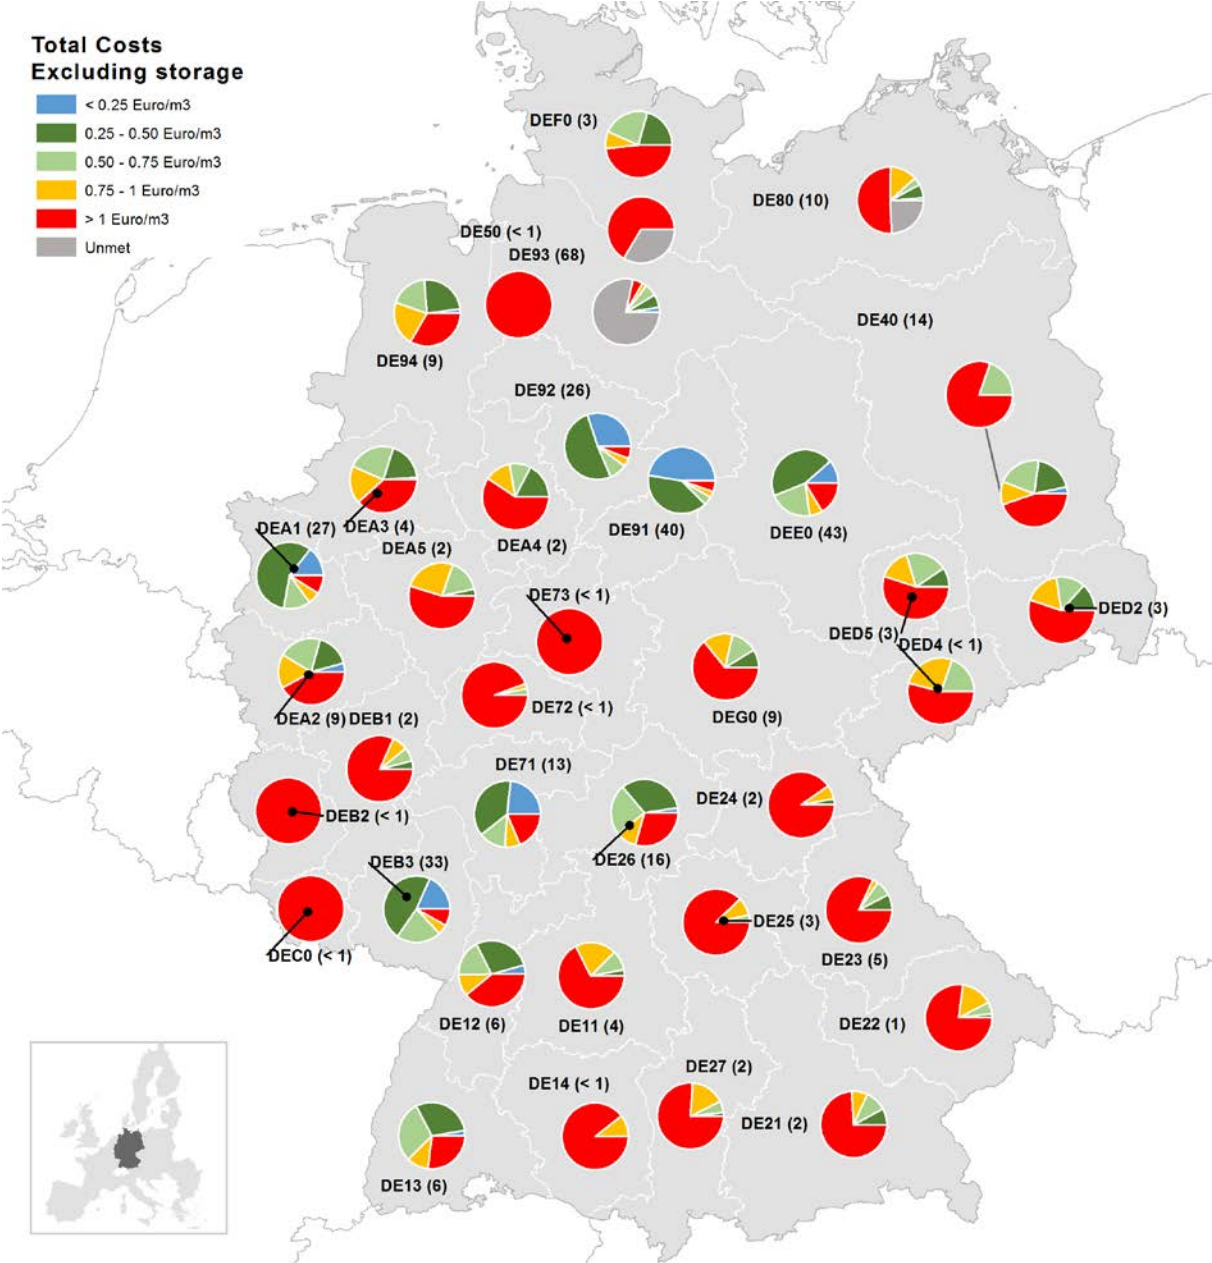 Total Costs
Excluding storage
< 0.25 Euro/m3
0.25 - 0.50 Euro/m3
0.50 - 0.75 Euro/m3
0.75 - 1 Euro/m3
> 1 Euro/m3
Unmet
DEF0 (3)
DE80 (10)
DE50 (< 1)
DE93 (68)
DE40 (14)
DE94 (9)
DE92 (26)
DEA1 (27)
DEA3 (4)
DEA5 (2)
DEA4 (2)
DE91 (40)
DEE0 (43)
DE73 (< 1)
DED2 (3)
DED5 (3)
DED4 (< 1)
DEA2 (9)
DEB1 (2)
DE72 (< 1)
DEG0 (9)
DE71 (13)
DE24 (2)
DEB2 (< 1)
DE26 (16)
DEB3 (33)
DE25 (3)
DEC0 (< 1)
DE23 (5)
DE12 (6)
DE11 (4)
DE22 (1)
DE27 (2)
DE14 (< 1)
DE21 (2)
DE13 (6)